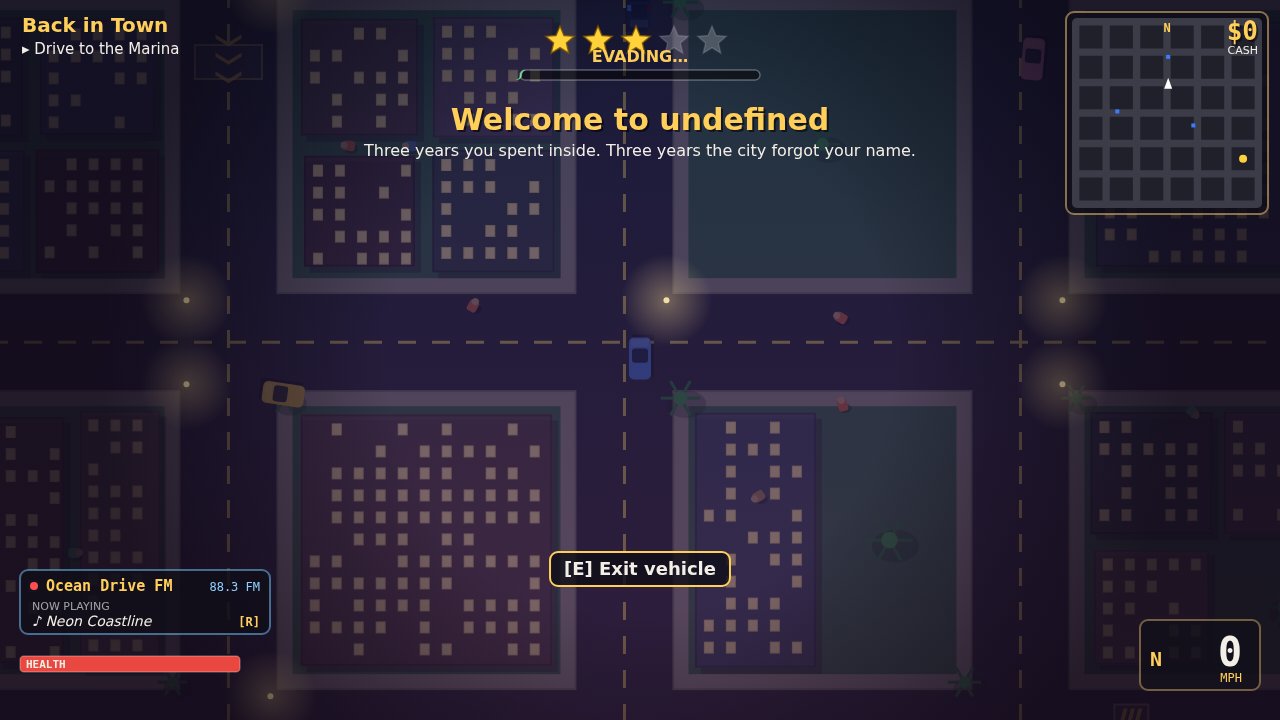 Back in Town
▸ Drive to the Marina
EVADING...
Welcome to undefined
Three years you spent inside. Three years the city forgot your name.
N
$0
CASH
[E] Exit vehicle
Ocean Drive FM
88.3 FM
NOW PLAYING
♪ Neon Coastline
[R]
HEALTH
N
0
MPH